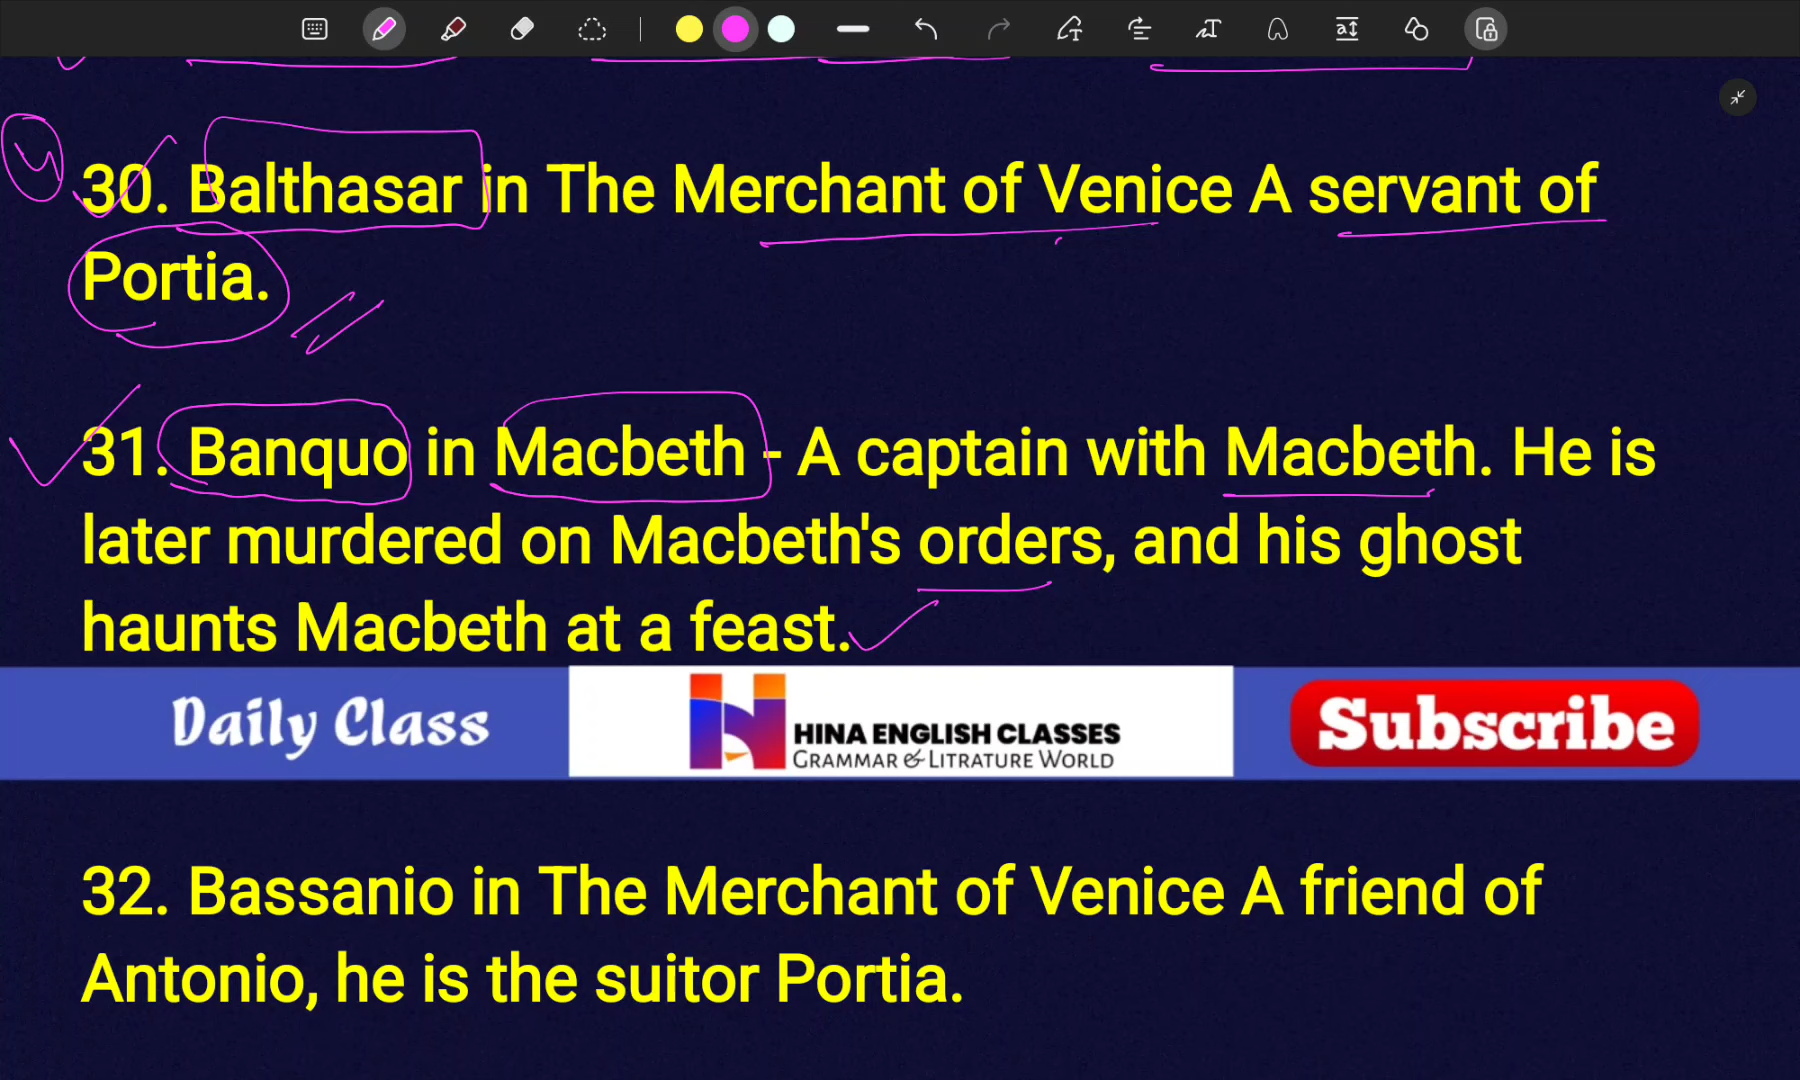 30. Balthasar in The Merchant of Venice A servant of
Portia.
31. Banquo in Macbeth - A captain with Macbeth. He is
later murdered on Macbeth's orders, and his ghost
haunts Macbeth at a feast.
Daily Class
HINA ENGLISH CLASSES
GRAMMAR & LITRATURE WORLD
Subscribe
32. Bassanio in The Merchant of Venice A friend of
Antonio, he is the suitor Portia.